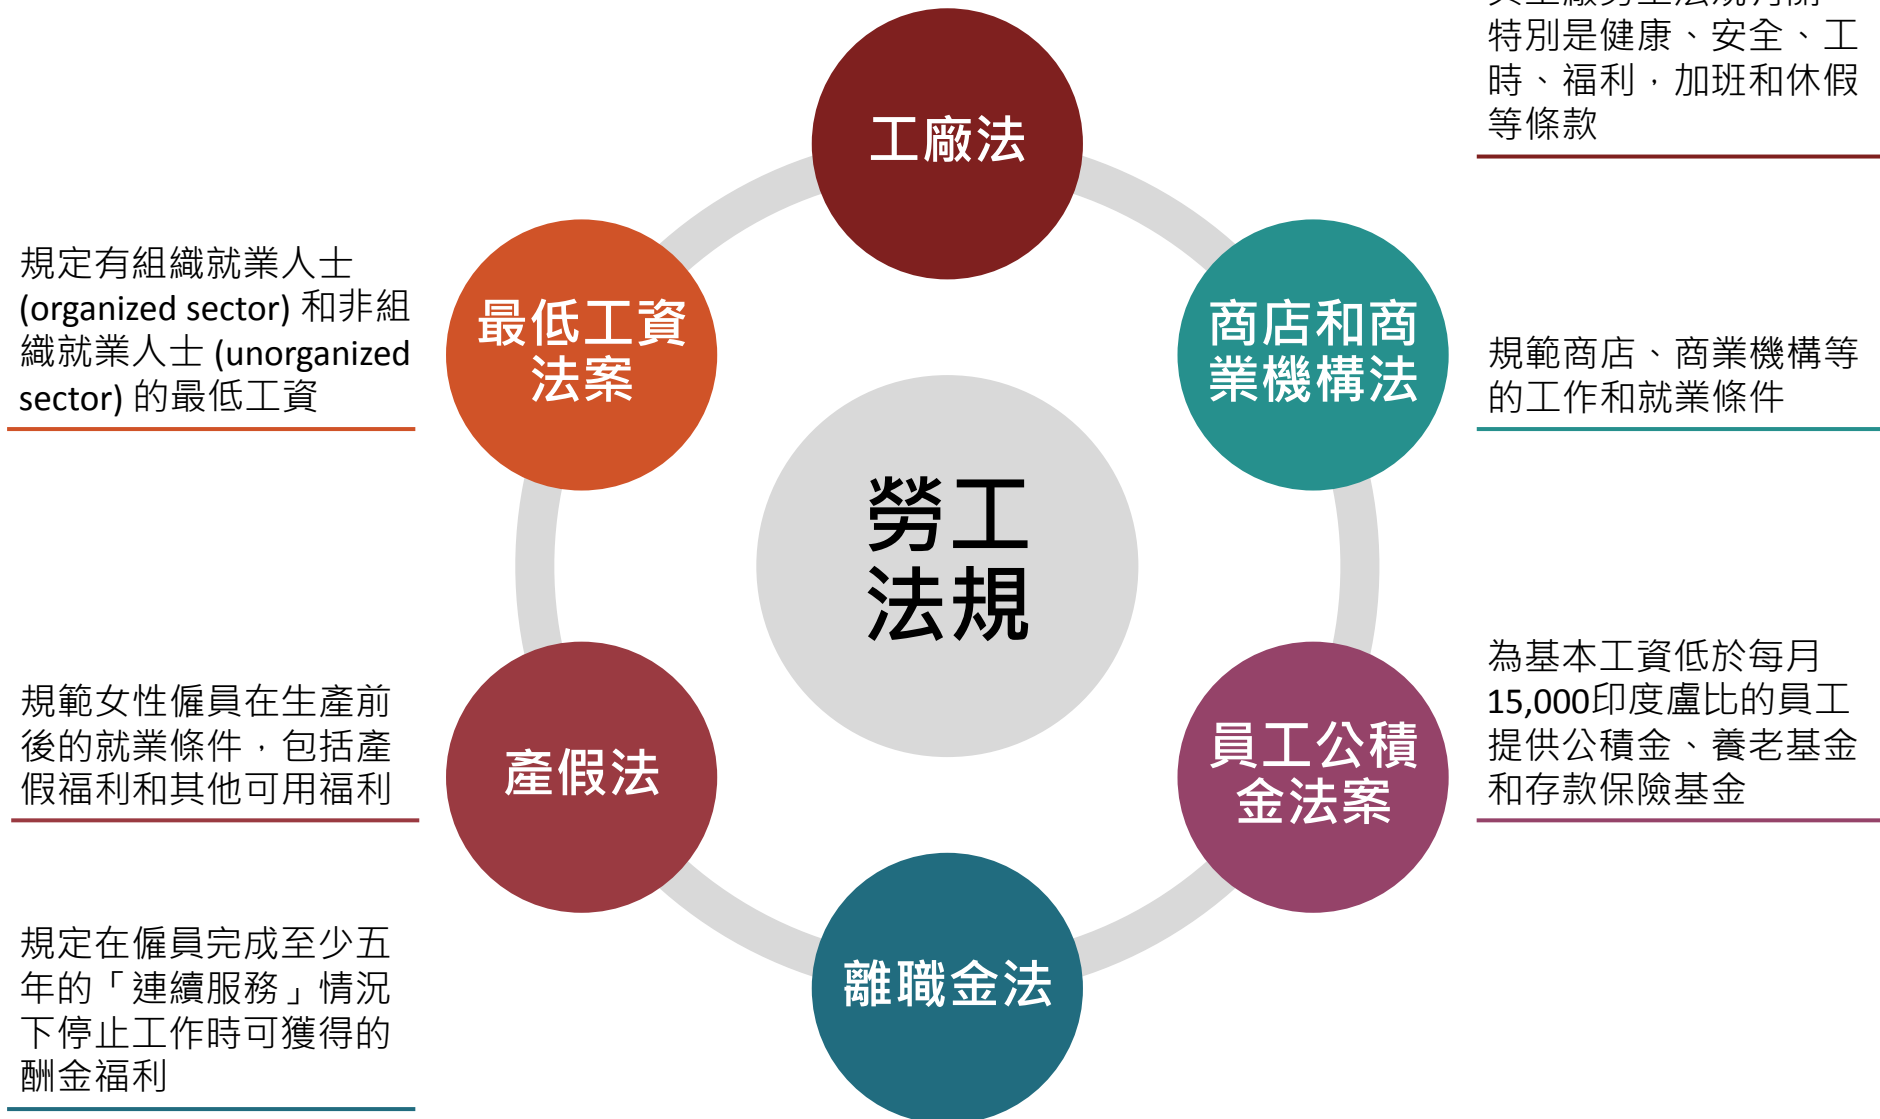 工廠法
特別是健康、安全、工
時、福利，加班和休假
等條款
最低工資
法案
規定有組織就業人士
(organized sector) 和非組
織就業人士 (unorganized
sector) 的最低工資
商店和商
業機構法
規範商店、商業機構等
的工作和就業條件
勞工
法規
產假法
規範女性僱員在生產前
後的就業條件，包括產
假福利和其他可用福利
員工公積
金法案
為基本工資低於每月
15,000印度盧比的員工
提供公積金、養老基金
和存款保險基金
離職金法
規定在僱員完成至少五
年的「連續服務」情況
下停止工作時可獲得的
酬金福利